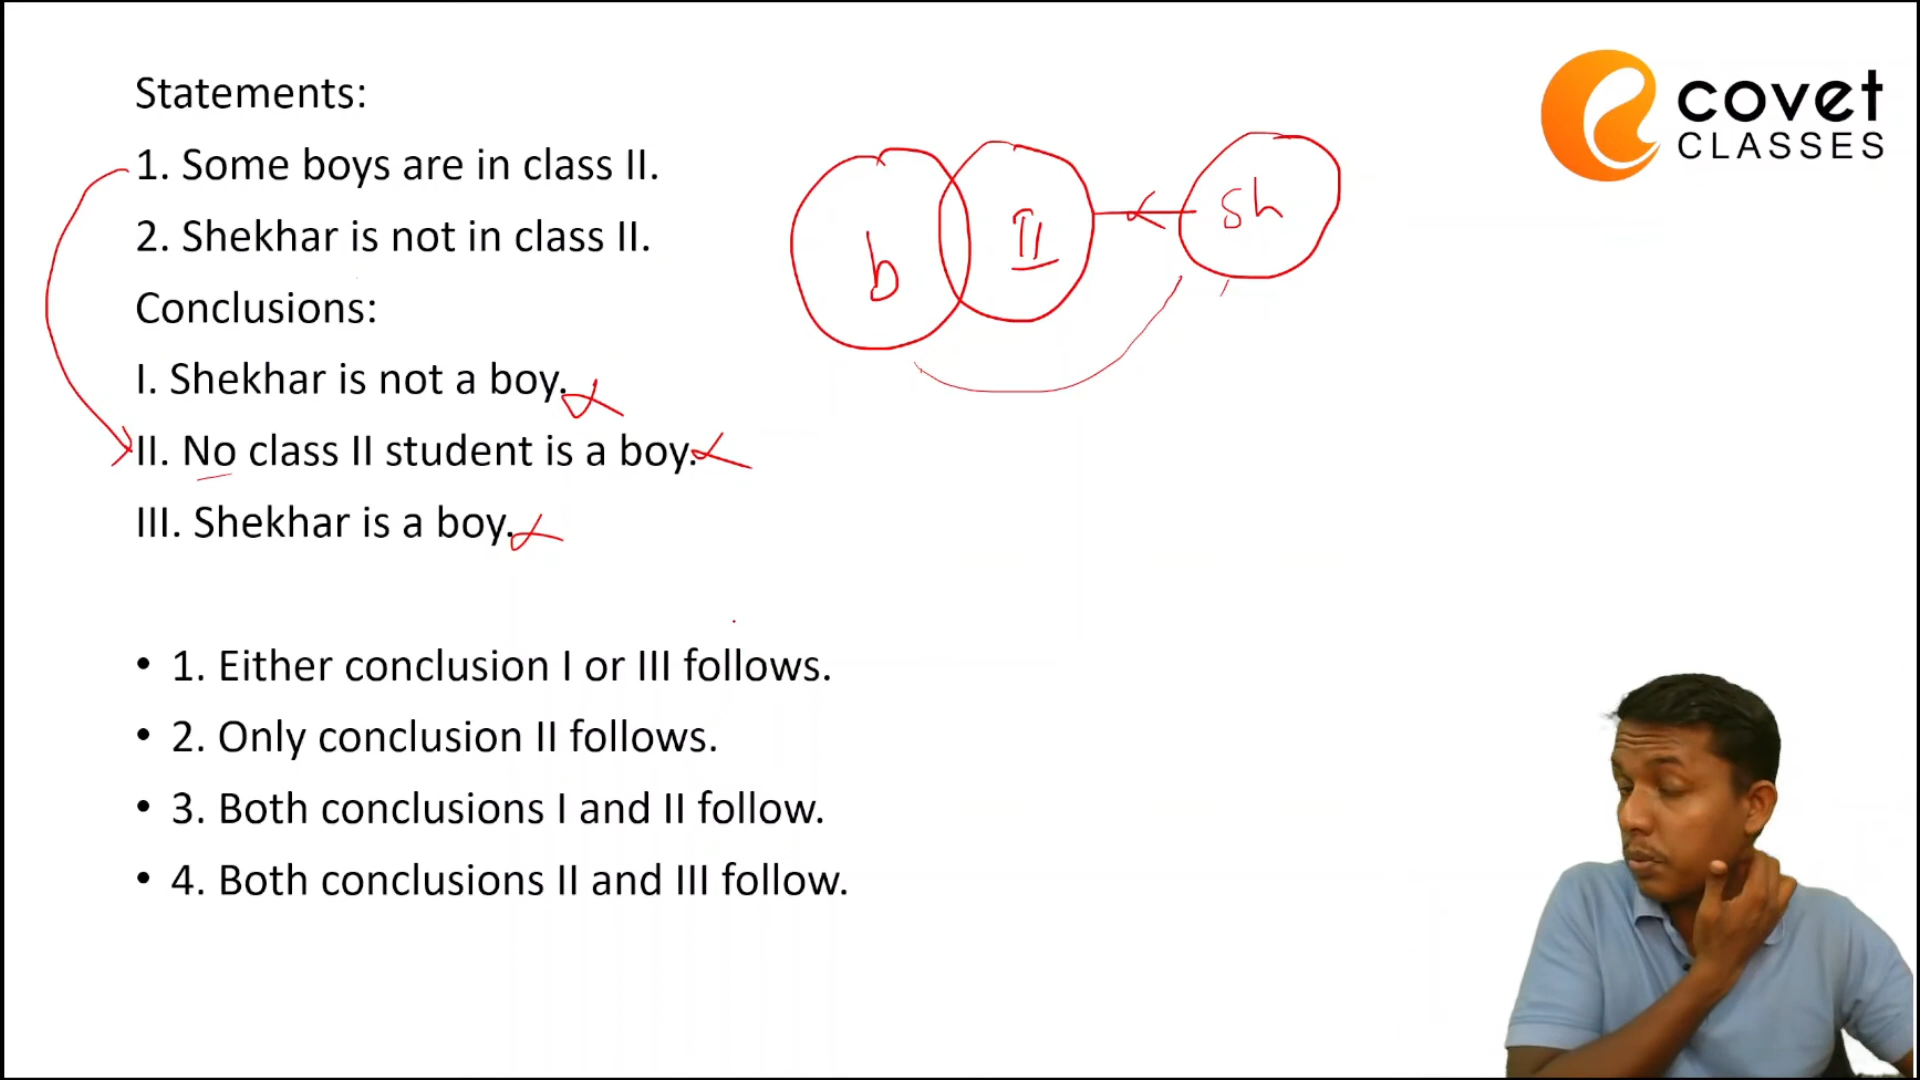 Statements:
1. Some boys are in class II.
2. Shekhar is not in class II.
Conclusions:
I. Shekhar is not a boy.
II. No class II student is a boy.
III. Shekhar is a boy.
• 1. Either conclusion I or III follows.
• 2. Only conclusion II follows.
• 3. Both conclusions I and II follow.
• 4. Both conclusions II and III follow.
b
II
sh
covet
CLASSES